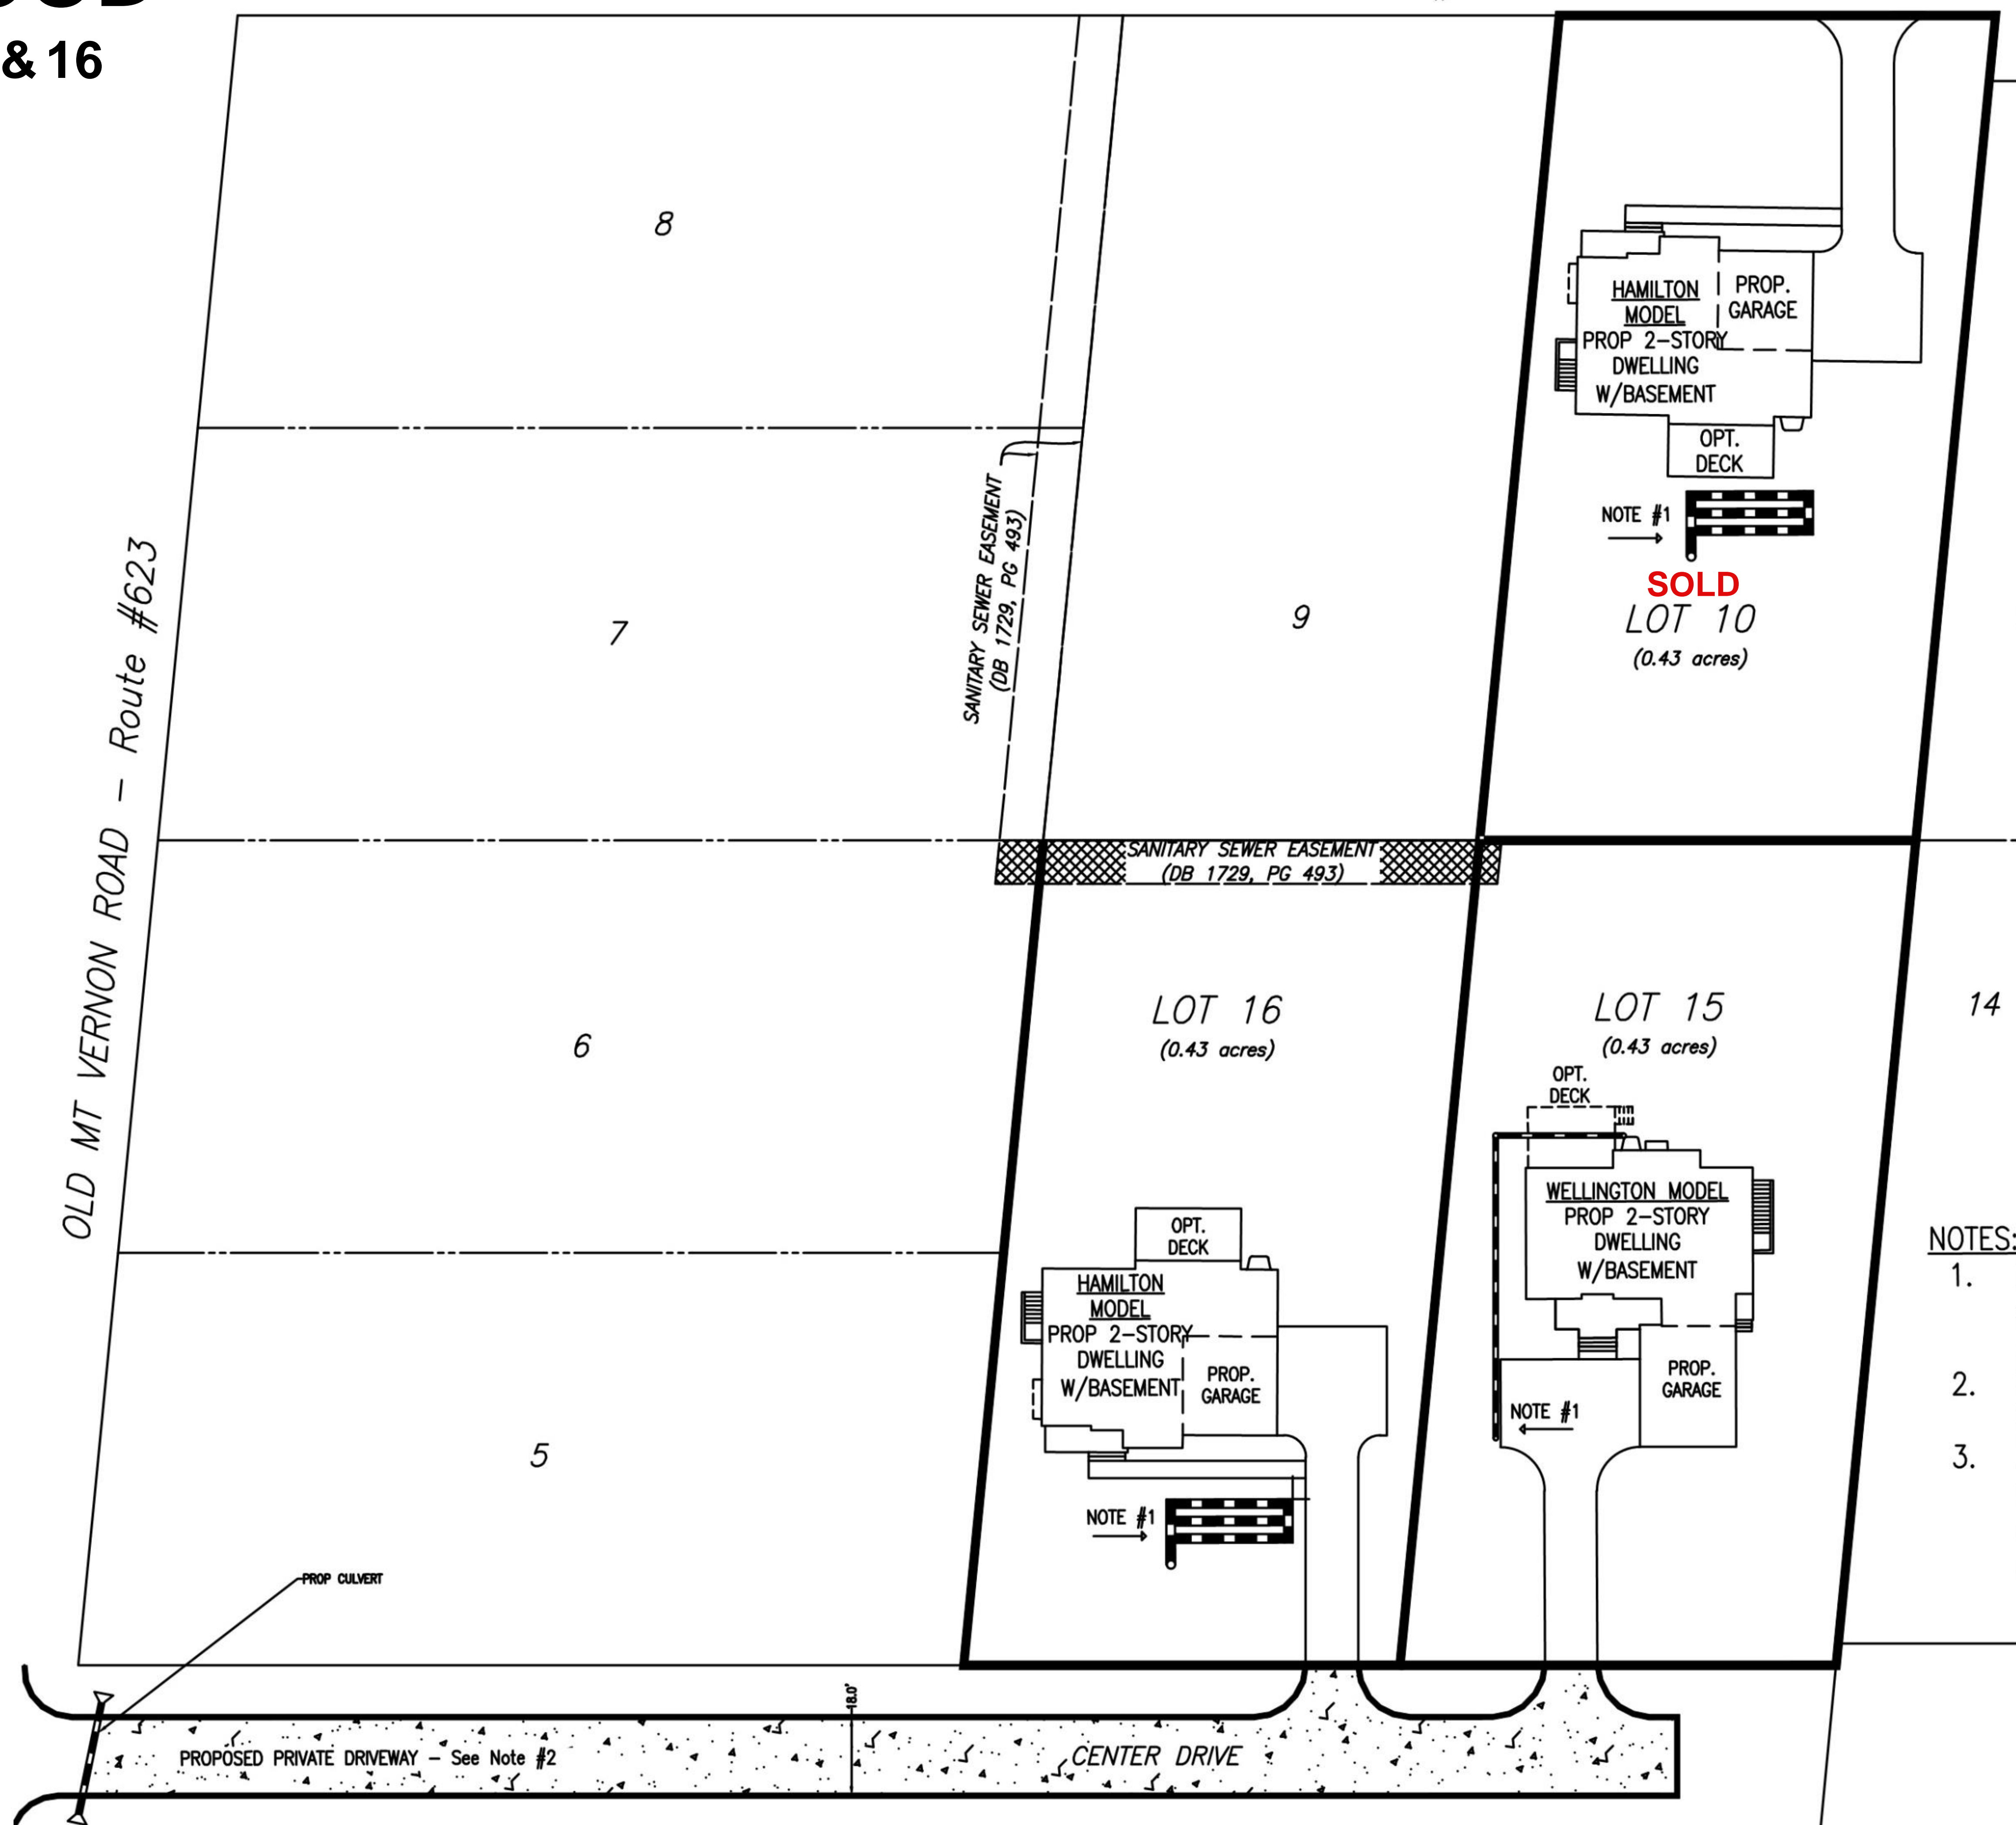 & 16
8
HAMILTON
MODEL
PROP 2-STORY
DWELLING
W/BASEMENT
PROP.
GARAGE
OPT.
DECK
NOTE #1
SOLD
LOT 10
(0.43 acres)
7
SANITARY SEWER EASEMENT
(DB 1729, PG 493)
9
OLD MT VERNON ROAD - Route #623
SANITARY SEWER EASEMENT
(DB 1729, PG 493)
6
LOT 16
(0.43 acres)
LOT 15
(0.43 acres)
14
OPT.
DECK
WELLINGTON MODEL
PROP 2-STORY
DWELLING
W/BASEMENT
PROP.
GARAGE
NOTE #1
OPT.
DECK
HAMILTON
MODEL
PROP 2-STORY
DWELLING
W/BASEMENT
PROP.
GARAGE
NOTE #1
NOTES:
1.
2.
3.
5
PROP CULVERT
18.0'
PROPOSED PRIVATE DRIVEWAY - See Note #2
CENTER DRIVE